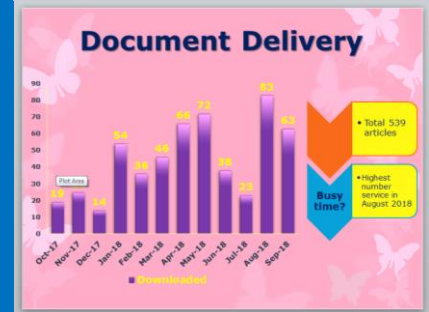 Document Delivery
90
80
70
60
50
40
30
20
10
0
19
14
54
36
46
66
72
38
23
83
63
Plot Area
Oct-17
Nov-17
Dec-17
Jan-18
Feb-18
Mar-18
Apr-18
May-18
Jun-18
Jul-18
Aug-18
Sep-18
Downloaded
• Total 539
articles
Busy
time?
• Highest
number
service in
August 2018